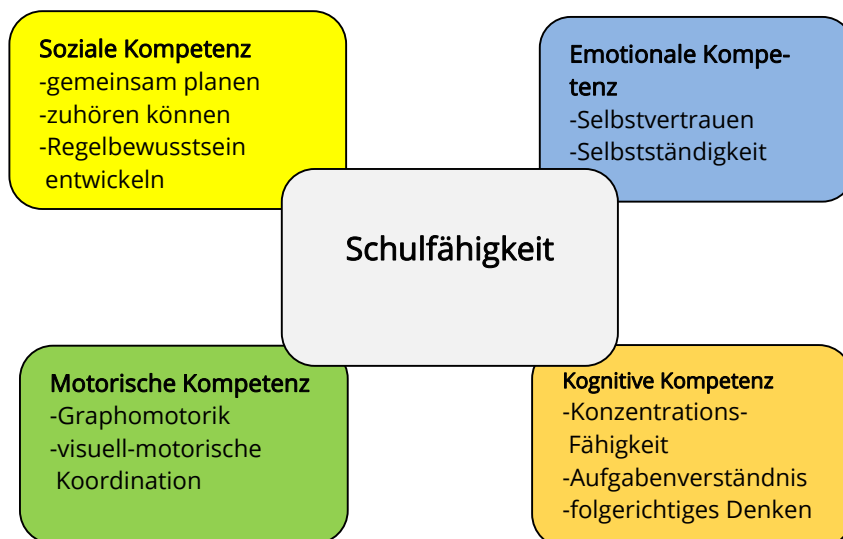 Soziale Kompetenz
-gemeinsam planen
-zuhören können
-Regelbewusstsein
entwickeln
Emotionale Kompe-
tenz
-Selbstvertrauen
-Selbstständigkeit
Schulfähigkeit
Motorische Kompetenz
-Graphomotorik
-visuell-motorische
Koordination
Kognitive Kompetenz
-Konzentrations-
Fähigkeit
-Aufgabenverständnis
-folgerichtiges Denken